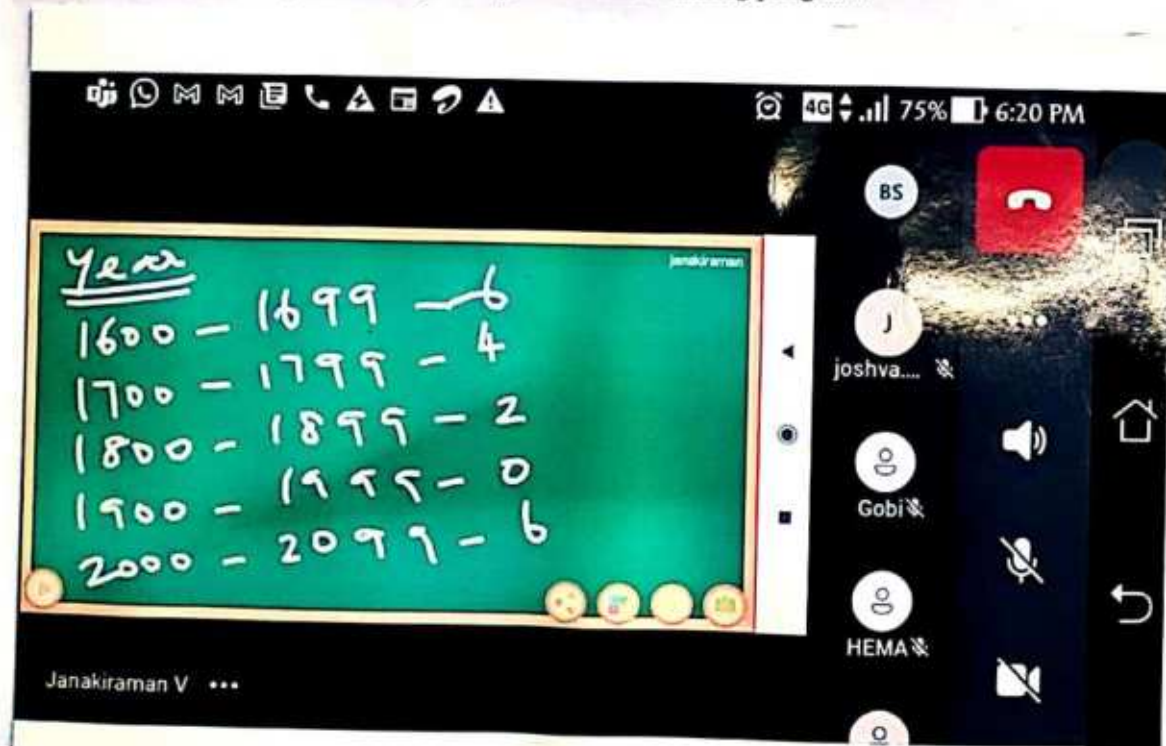 4G 75% 6:20 PM
BS
janakiraman
Year
1600 - 1699 - 6
1700 - 1799 - 4
1800 - 1899 - 2
1900 - 1999 - 0
2000 - 2099 - 6
J
joshva....
Gobi
HEMA
Janakiraman V